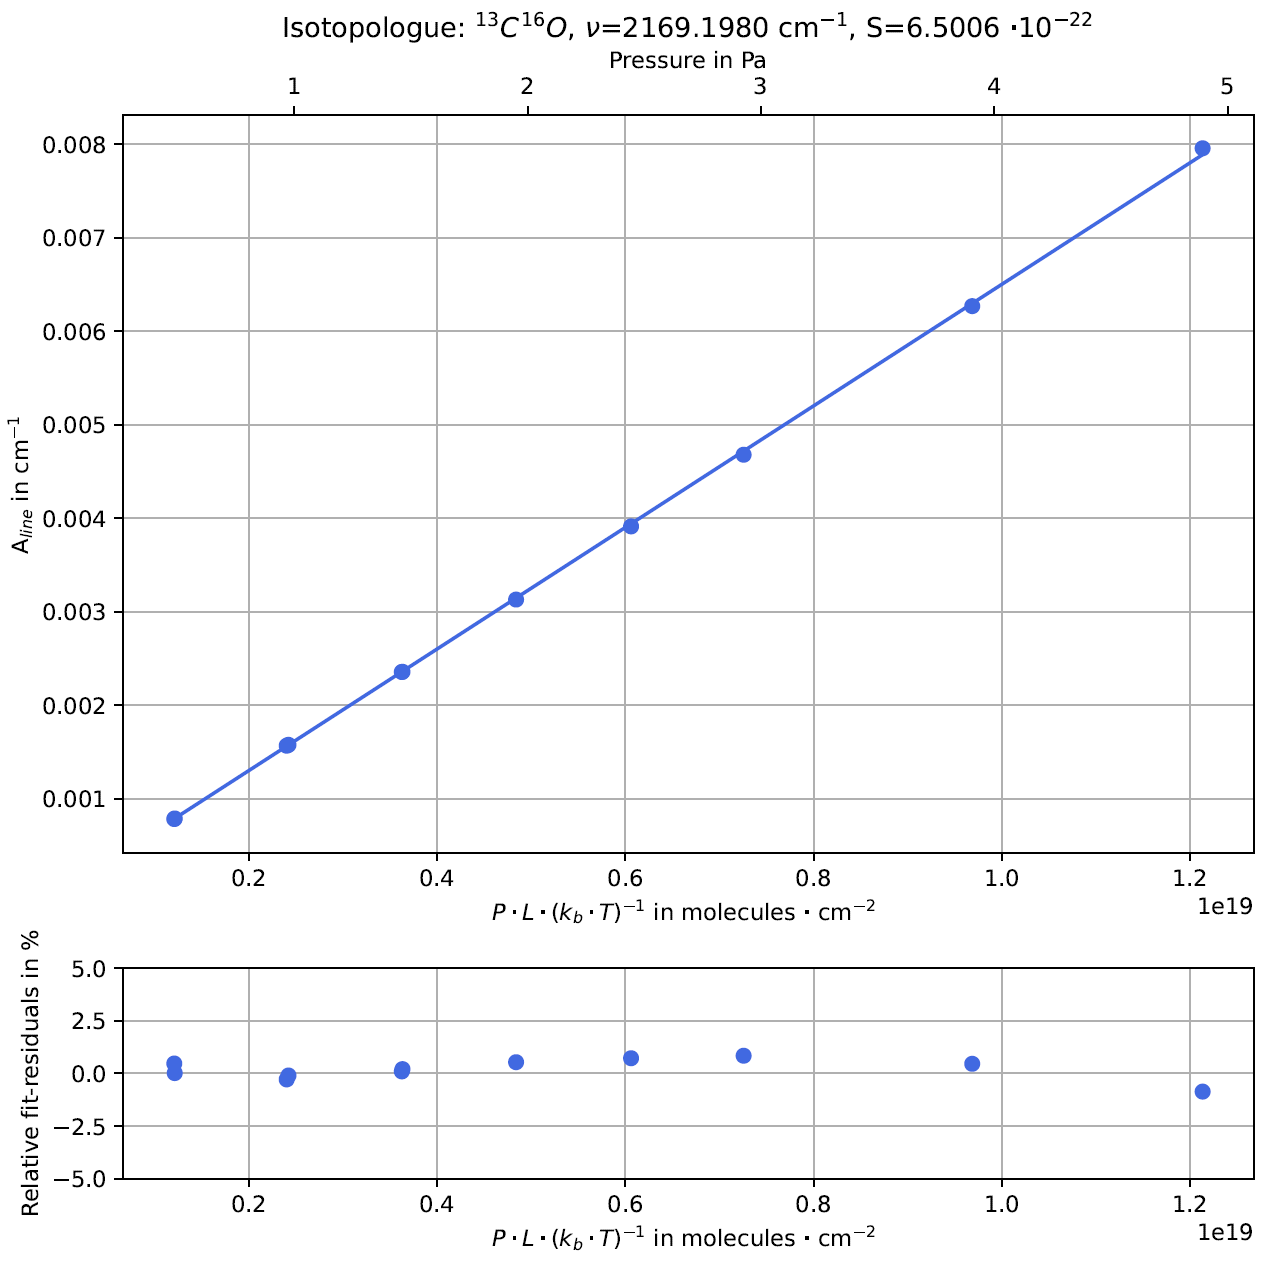 Isotopologue: ¹³C¹⁶O, ν=2169.1980 cm⁻¹, S=6.5006 ·10⁻²²
Pressure in Pa
1 2 3 4 5
0.008
0.007
0.006
0.005
0.004
0.003
0.002
0.001
A_line in cm⁻¹
0.2 0.4 0.6 0.8 1.0 1.2
P · L · (k_b · T)⁻¹ in molecules · cm⁻²
1e19
5.0
2.5
0.0
−2.5
−5.0
Relative fit-residuals in %
0.2 0.4 0.6 0.8 1.0 1.2
P · L · (k_b · T)⁻¹ in molecules · cm⁻²
1e19